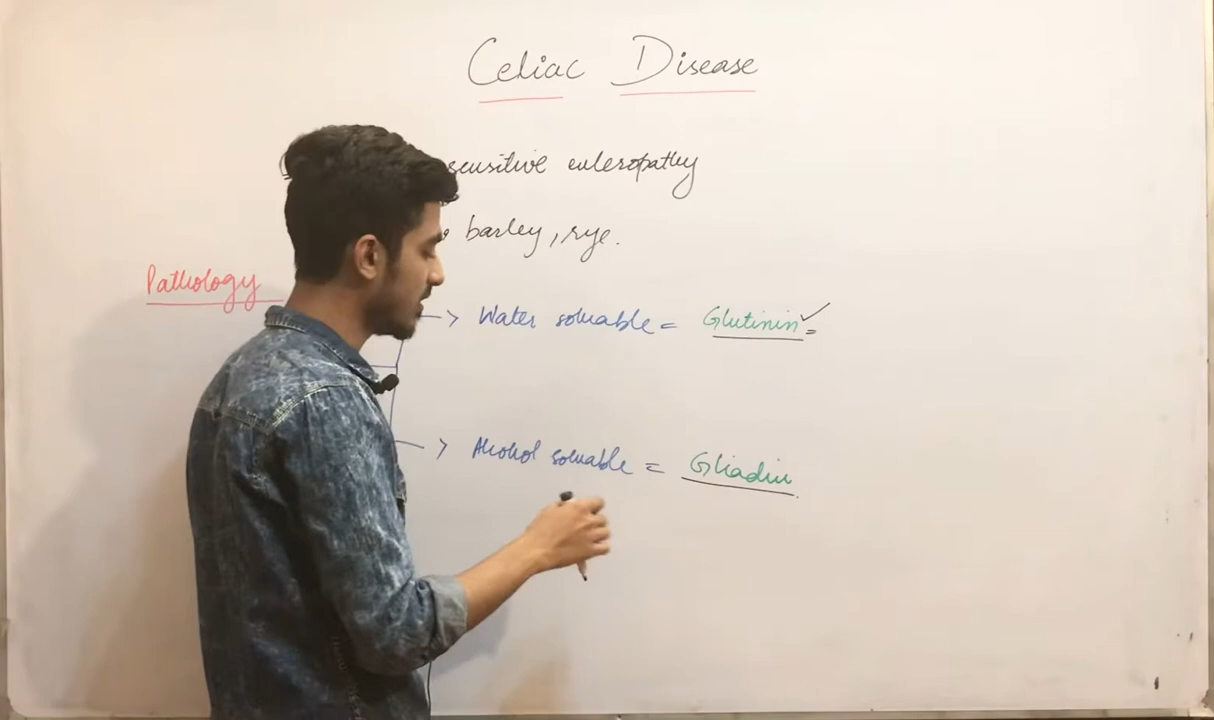 Celiac Disease
sensitive enteropathy
barley, rye.
Pathology
Water soluable = Glutinin
Alcohol soluable = Gliadin